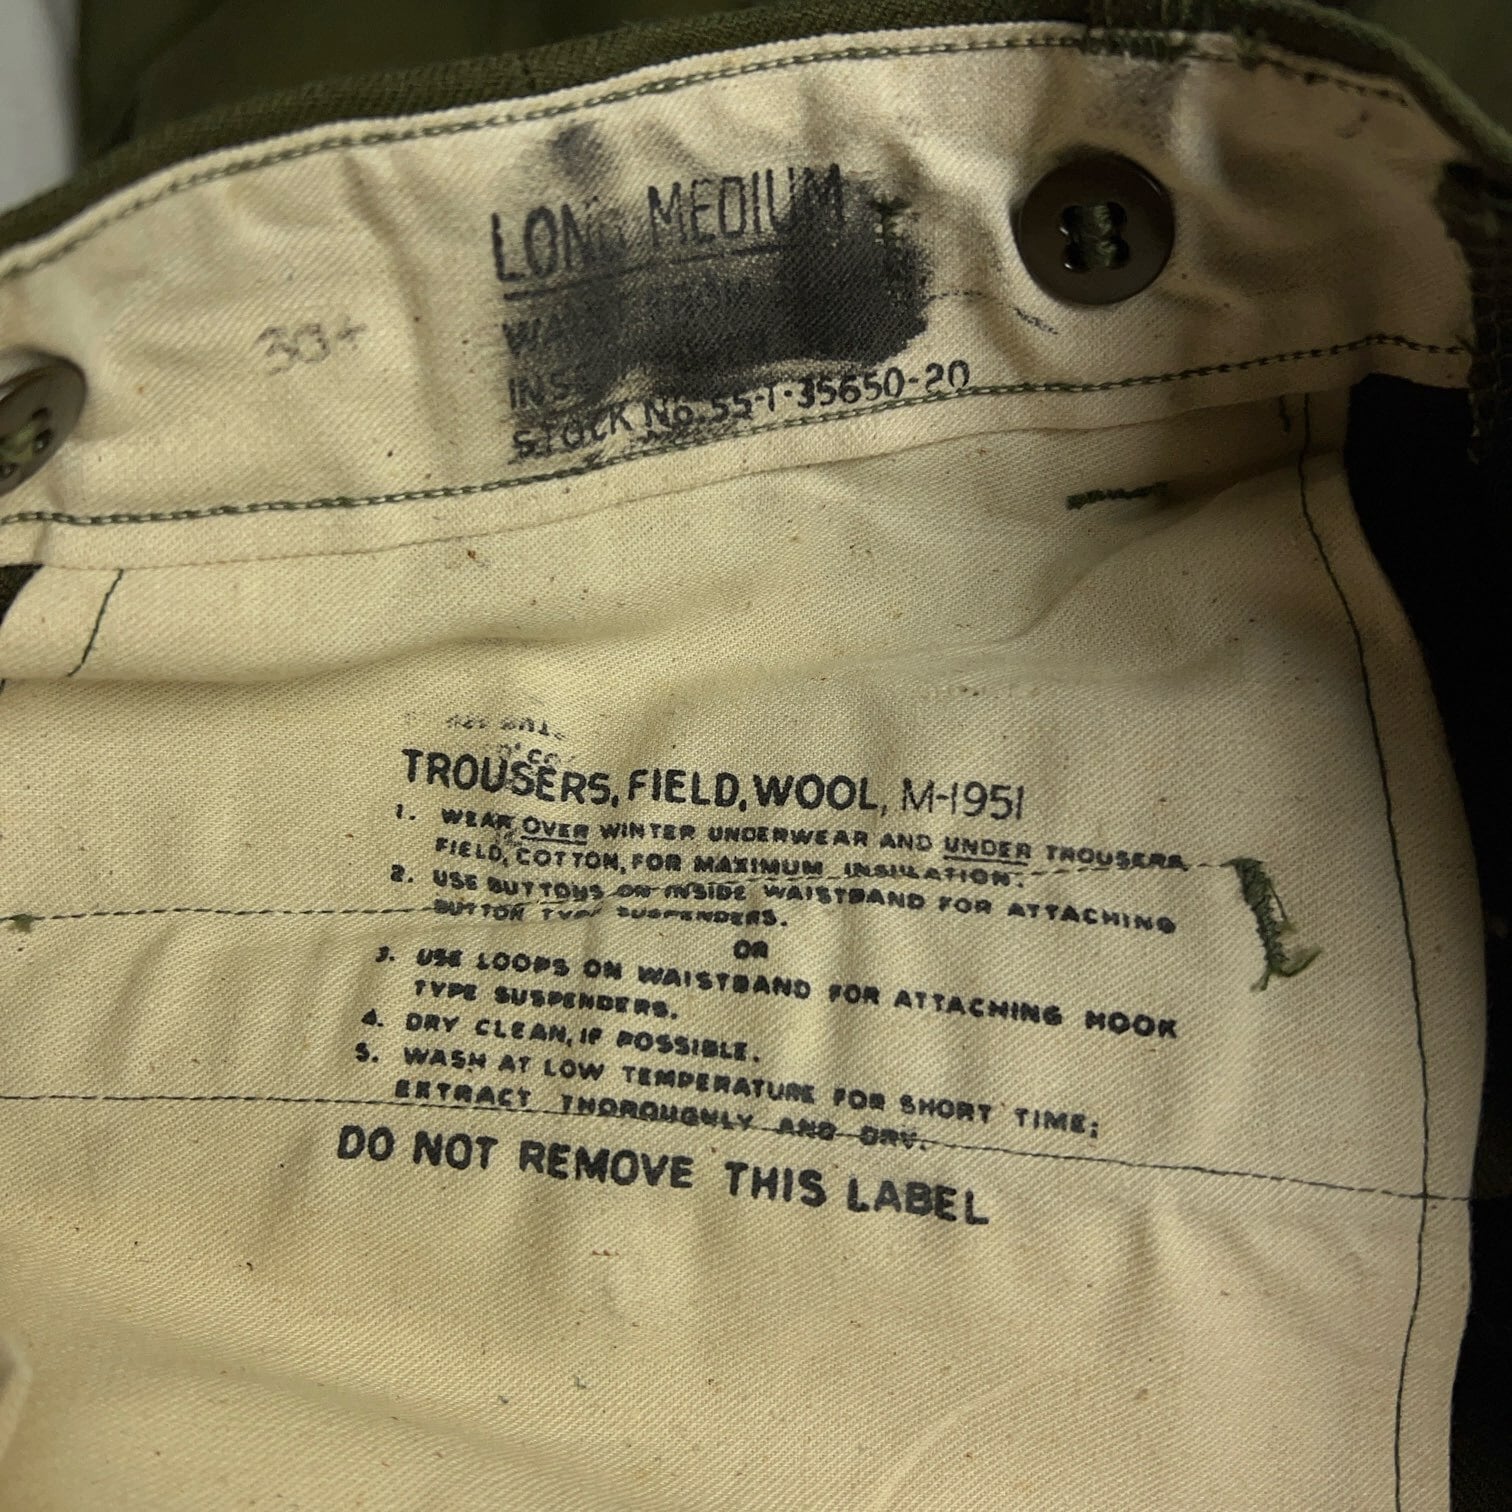 LONG MEDIUM
STOCK No. 55-T-35650-20
30+
TROUSERS, FIELD, WOOL, M-1951
1. WEAR OVER WINTER UNDERWEAR AND UNDER TROUSERS
FIELD, COTTON, FOR MAXIMUM INSULATION.
2. USE BUTTONS ON INSIDE WAISTBAND FOR ATTACHING
BUTTON TYPE SUSPENDERS.
OR
3. USE LOOPS ON WAISTBAND FOR ATTACHING HOOK
TYPE SUSPENDERS.
4. DRY CLEAN, IF POSSIBLE.
5. WASH AT LOW TEMPERATURE FOR SHORT TIME;
EXTRACT THOROUGHLY AND DRY.
DO NOT REMOVE THIS LABEL